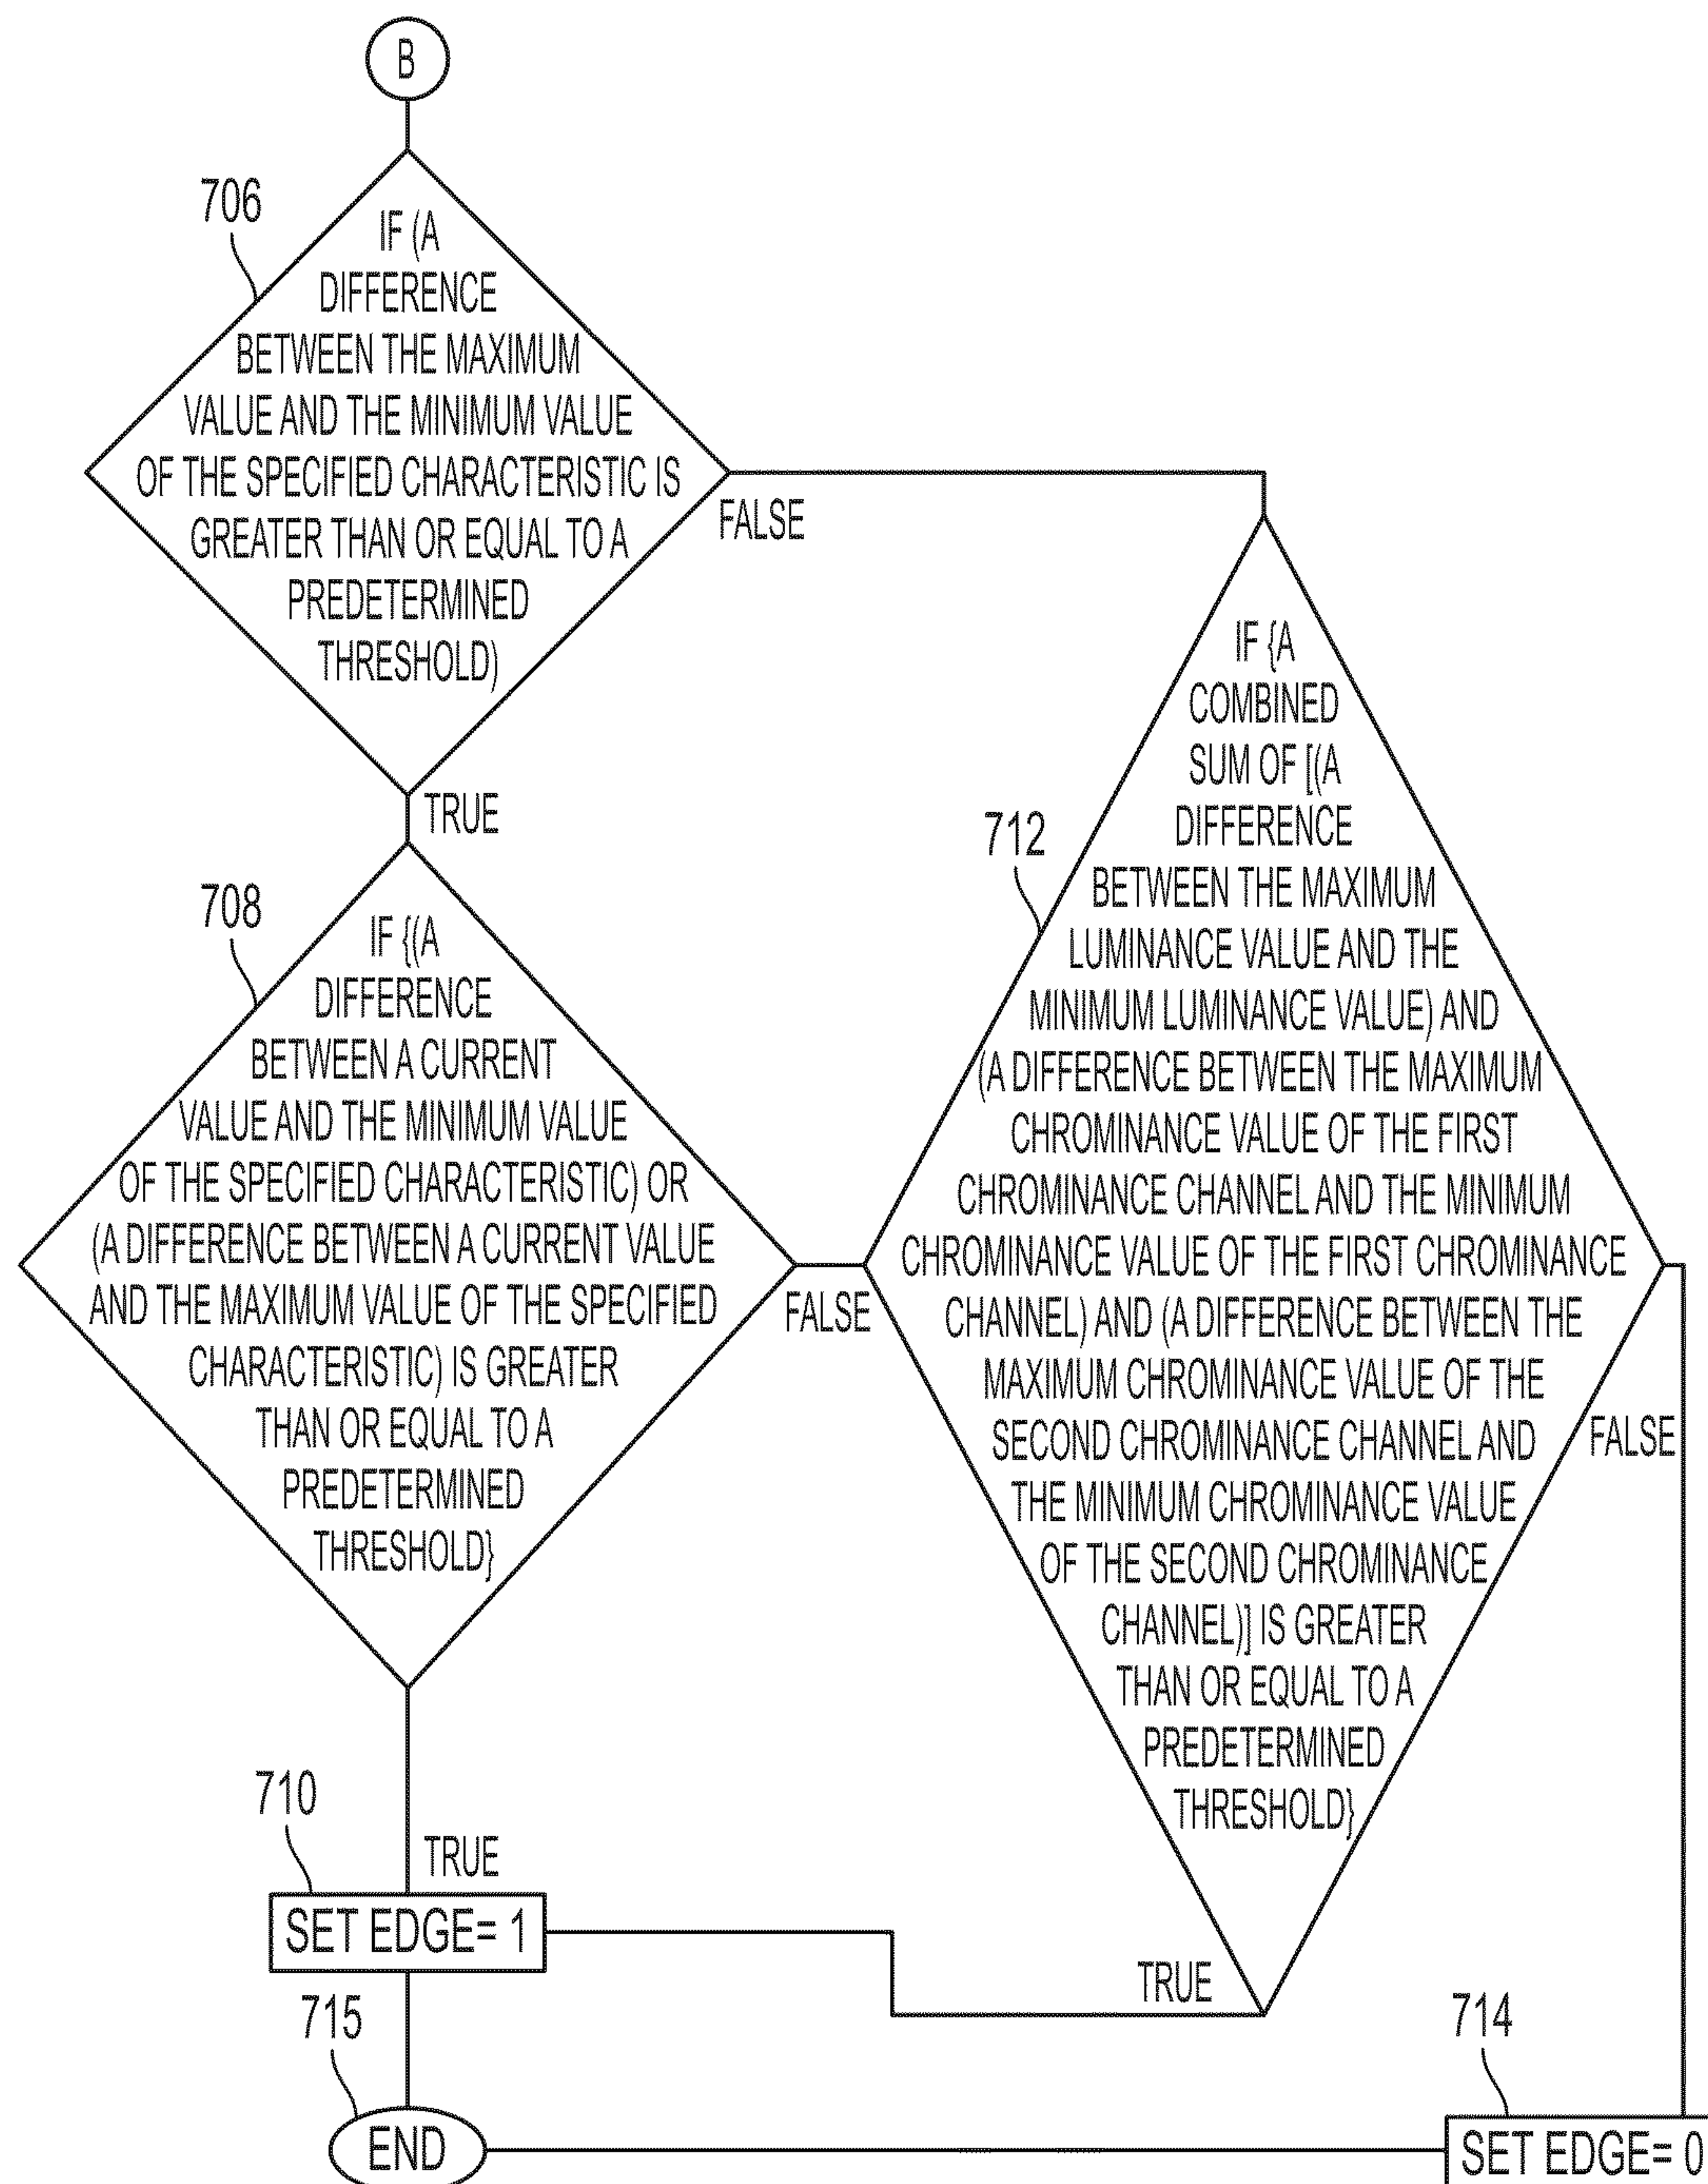 B
706
IF (A
DIFFERENCE
BETWEEN THE MAXIMUM
VALUE AND THE MINIMUM VALUE
OF THE SPECIFIED CHARACTERISTIC IS
GREATER THAN OR EQUAL TO A
PREDETERMINED
THRESHOLD)
FALSE
TRUE
708
IF {(A
DIFFERENCE
BETWEEN A CURRENT
VALUE AND THE MINIMUM VALUE
OF THE SPECIFIED CHARACTERISTIC) OR
(A DIFFERENCE BETWEEN A CURRENT VALUE
AND THE MAXIMUM VALUE OF THE SPECIFIED
CHARACTERISTIC) IS GREATER
THAN OR EQUAL TO A
PREDETERMINED
THRESHOLD}
FALSE
TRUE
712
IF {A
COMBINED
SUM OF [(A
DIFFERENCE
BETWEEN THE MAXIMUM
LUMINANCE VALUE AND THE
MINIMUM LUMINANCE VALUE) AND
(A DIFFERENCE BETWEEN THE MAXIMUM
CHROMINANCE VALUE OF THE FIRST
CHROMINANCE CHANNEL AND THE MINIMUM
CHROMINANCE VALUE OF THE FIRST CHROMINANCE
CHANNEL) AND (A DIFFERENCE BETWEEN THE
MAXIMUM CHROMINANCE VALUE OF THE
SECOND CHROMINANCE CHANNEL AND
THE MINIMUM CHROMINANCE VALUE
OF THE SECOND CHROMINANCE
CHANNEL)] IS GREATER
THAN OR EQUAL TO A
PREDETERMINED
THRESHOLD}
FALSE
TRUE
710
SET EDGE= 1
715
END
714
SET EDGE= 0